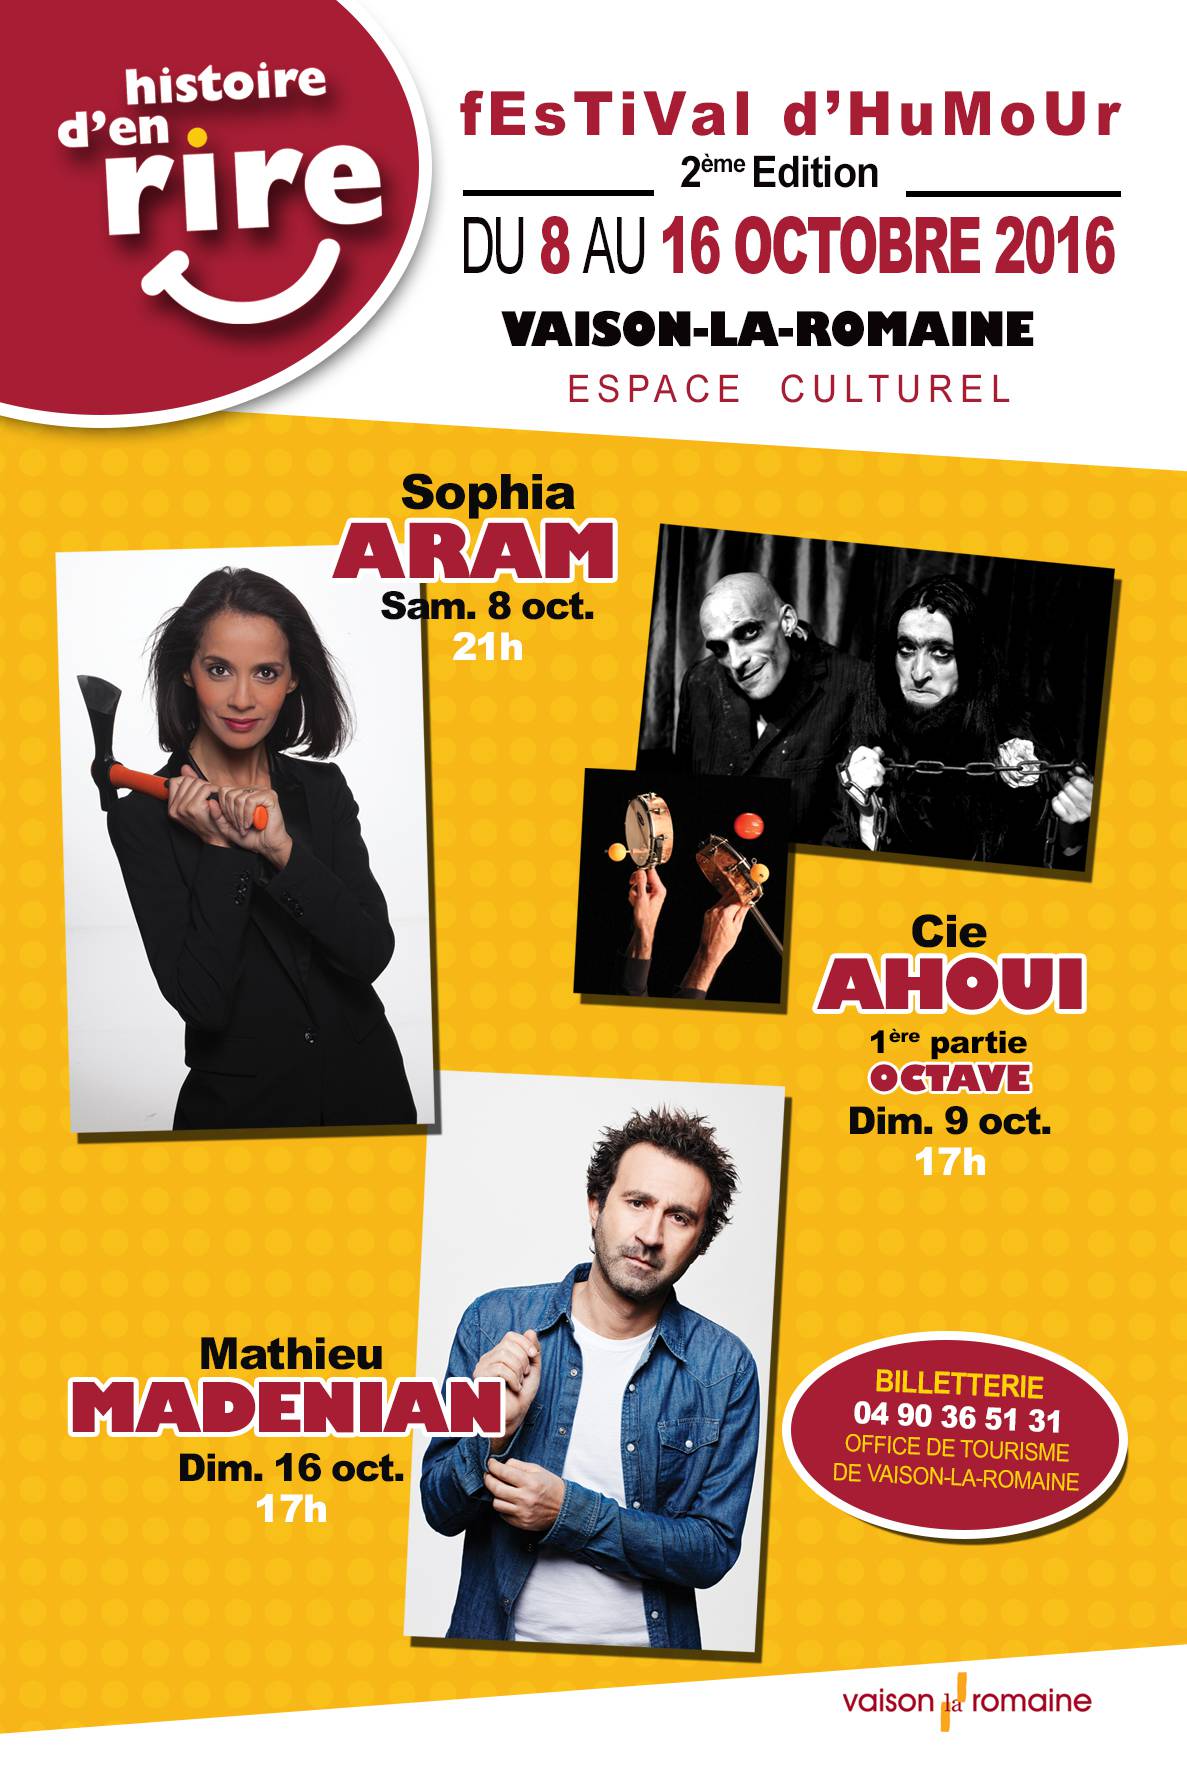 histoire
d'en
rire
fEsTiVal d'HuMoUr
2ème Edition
DU 8 AU 16 OCTOBRE 2016
VAISON-LA-ROMAINE
ESPACE CULTUREL
Sophia
ARAM
Sam. 8 oct.
21h
Cie
AHOUI
1ère partie
OCTAVE
Dim. 9 oct.
17h
Mathieu
MADENIAN
Dim. 16 oct.
17h
BILLETTERIE
04 90 36 51 31
OFFICE DE TOURISME
DE VAISON-LA-ROMAINE
vaison la romaine